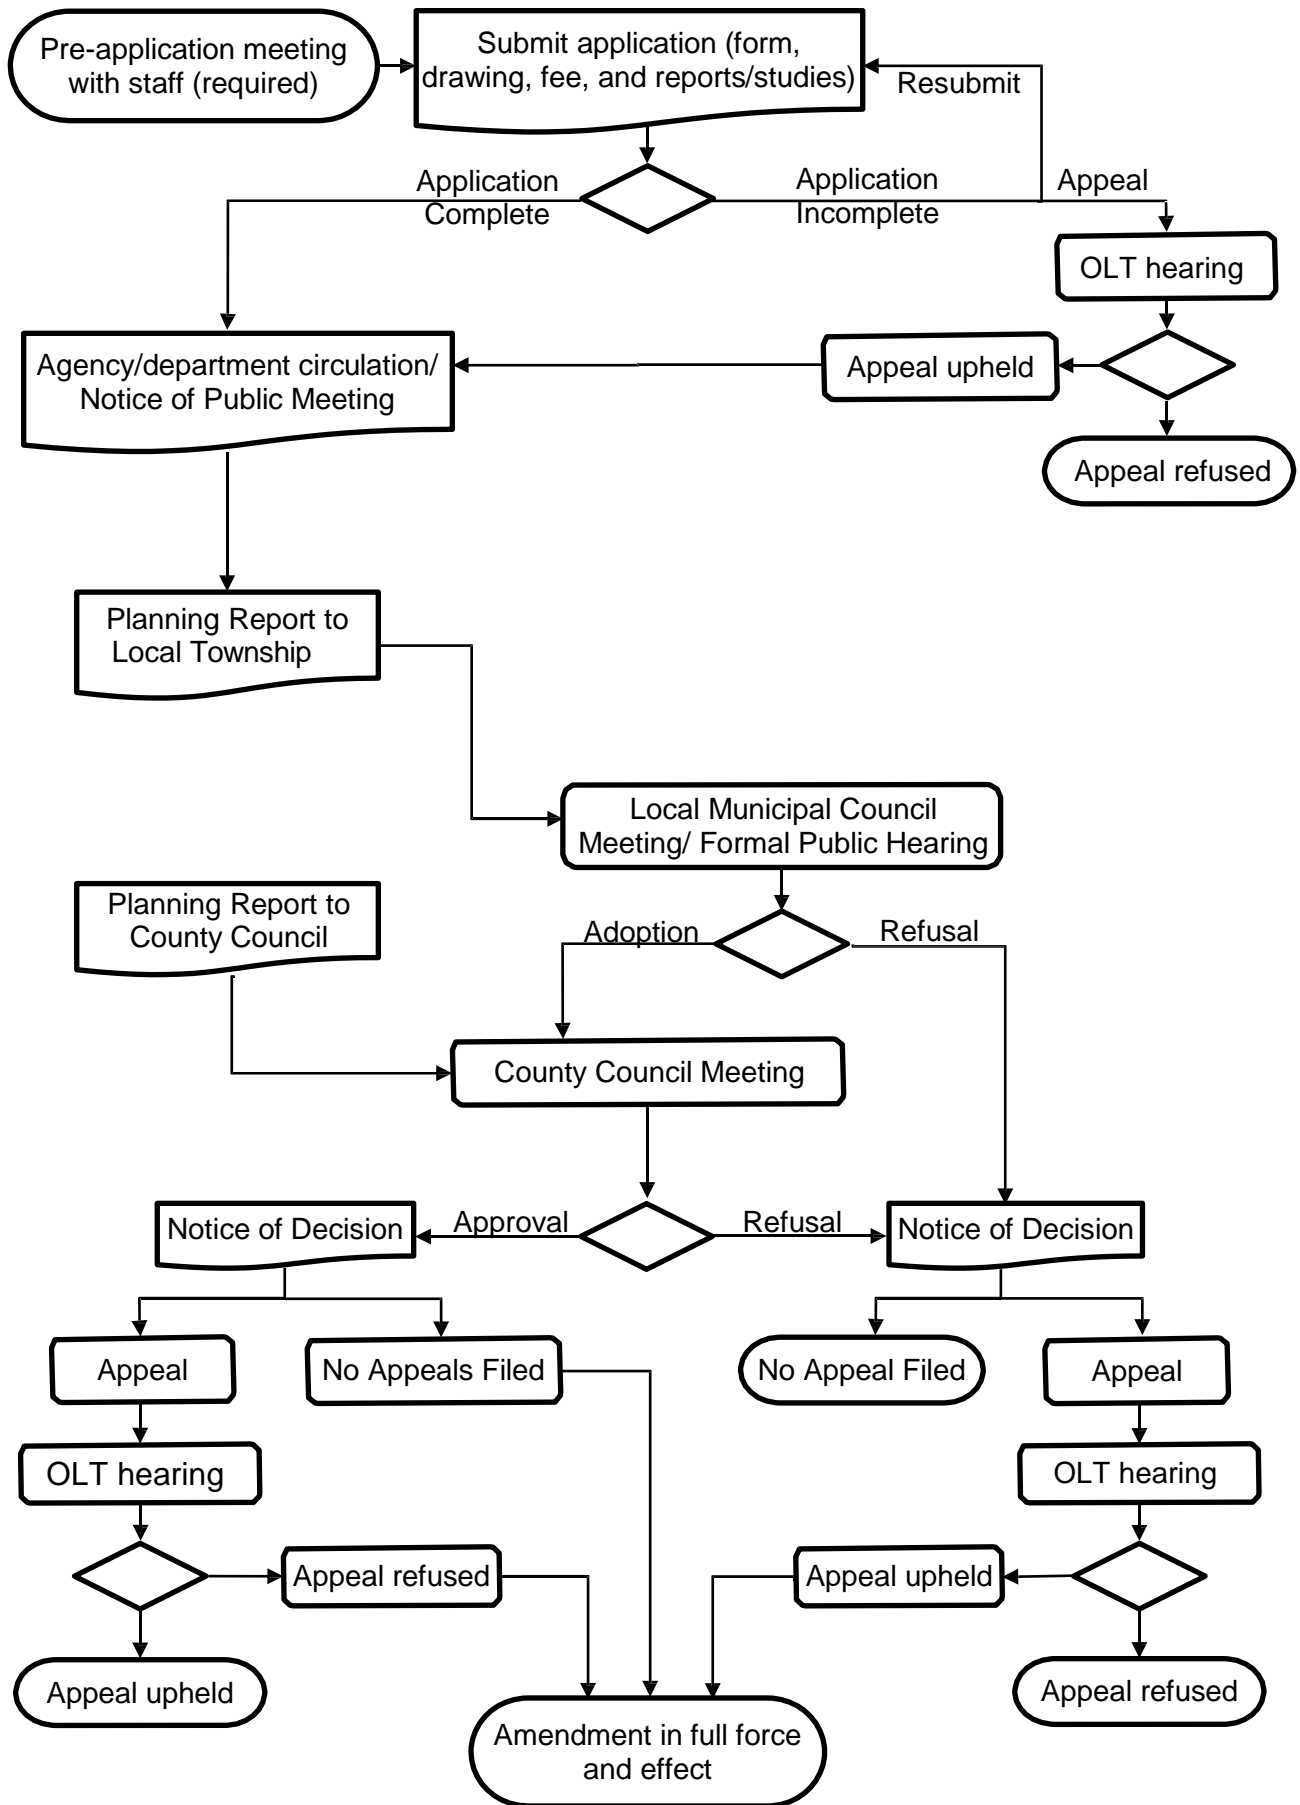 Pre-application meeting
with staff (required)
Submit application (form,
drawing, fee, and reports/studies)
Resubmit
Application
Complete
Application
Incomplete
Appeal
OLT hearing
Agency/department circulation/
Notice of Public Meeting
Appeal upheld
Appeal refused
Planning Report to
Local Township
Local Municipal Council
Meeting/ Formal Public Hearing
Planning Report to
County Council
Adoption
Refusal
County Council Meeting
Notice of Decision
Approval
Refusal
Notice of Decision
Appeal
No Appeals Filed
No Appeal Filed
Appeal
OLT hearing
OLT hearing
Appeal refused
Appeal upheld
Appeal upheld
Appeal refused
Amendment in full force
and effect